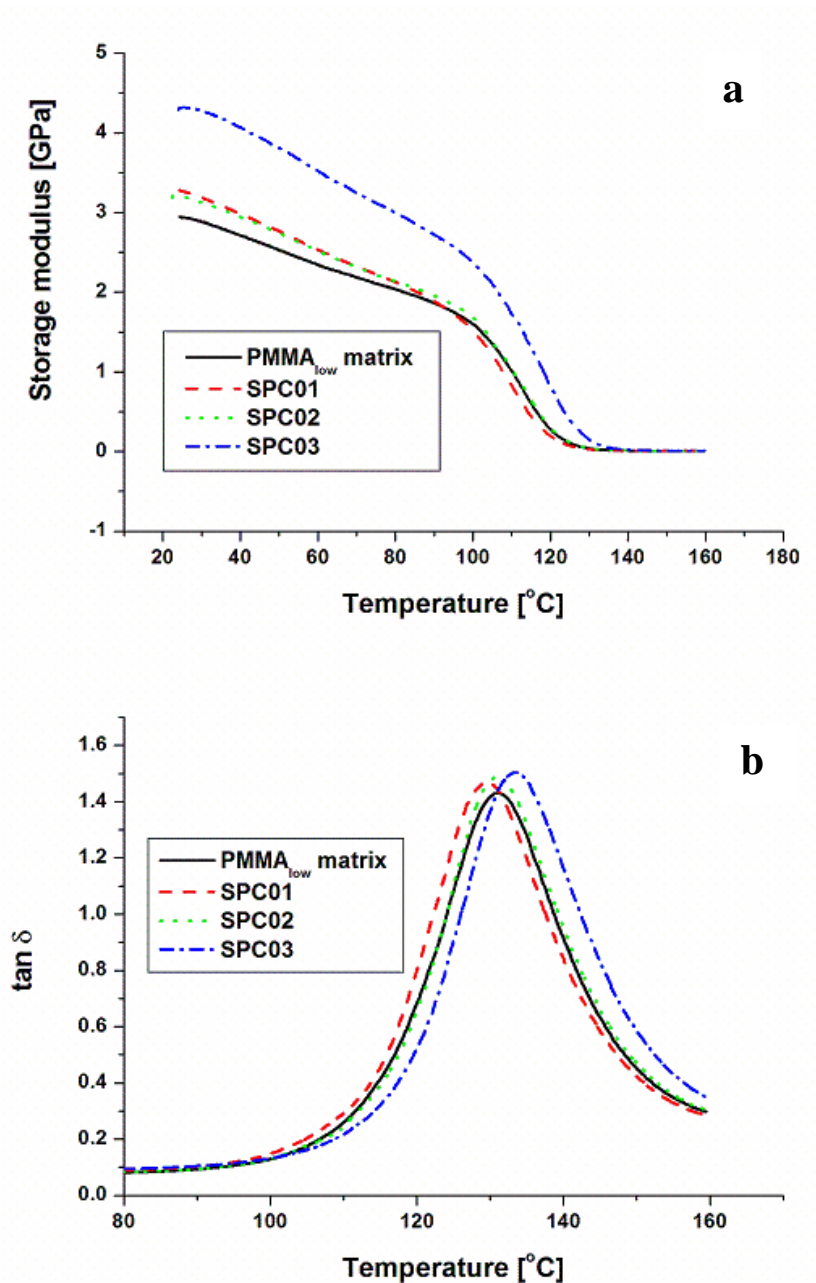 a
5
4
3
2
1
0
-1
Storage modulus [GPa]
PMMAlow matrix
SPC01
SPC02
SPC03
20 40 60 80 100 120 140 160 180
Temperature [oC]
b
1.6
1.4
1.2
1.0
0.8
0.6
0.4
0.2
0.0
tan δ
PMMAlow matrix
SPC01
SPC02
SPC03
80 100 120 140 160
Temperature [oC]